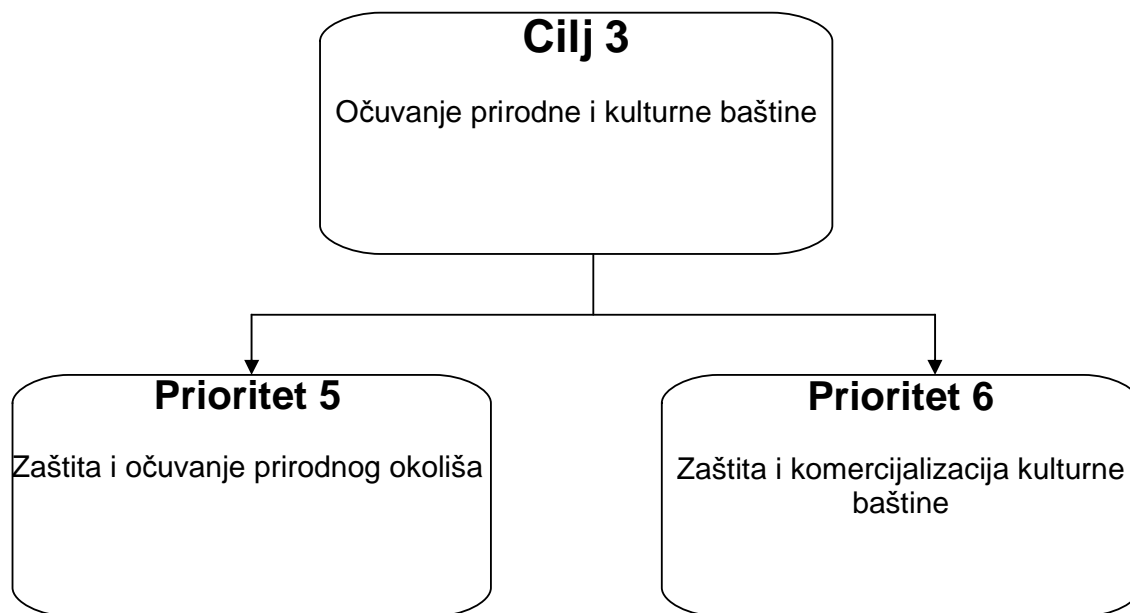 Cilj 3
Očuvanje prirodne i kulturne baštine
Prioritet 5
Zaštita i očuvanje prirodnog okoliša
Prioritet 6
Zaštita i komercijalizacija kulturne
baštine